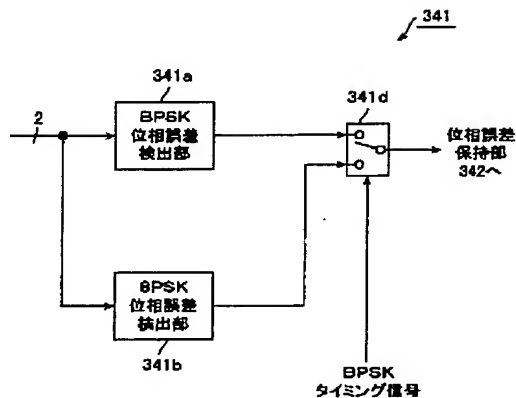 341
341a
BPSK
位相誤差
検出部
2
341d
位相誤差
保持部
342へ
BPSK
位相誤差
検出部
341b
BPSK
タイミング信号